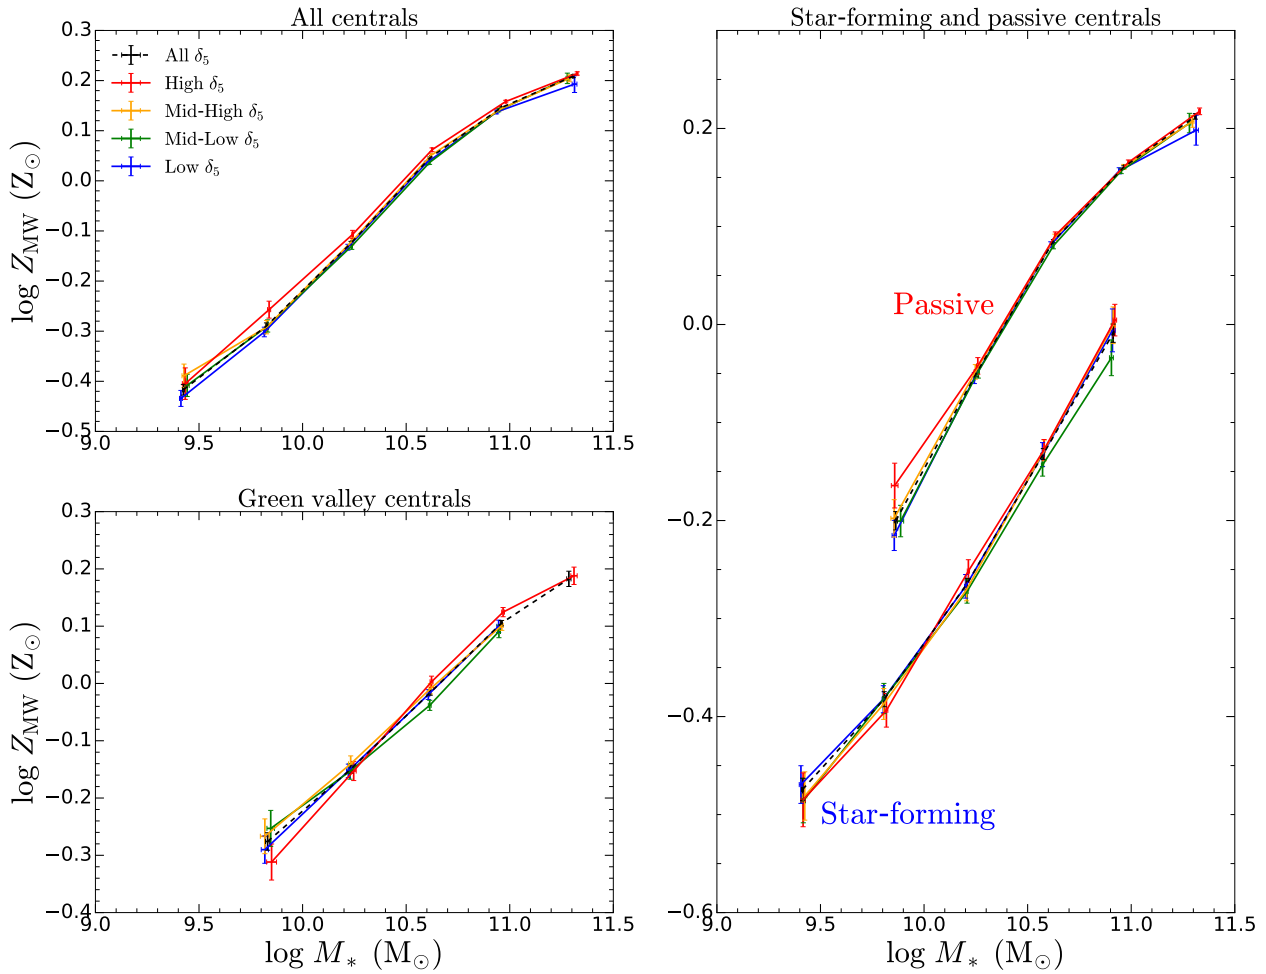 All centrals
0.3
0.2
0.1
0.0
−0.1
−0.2
−0.3
−0.4
−0.5
log Z_MW (Z_⊙)
All δ_5
High δ_5
Mid-High δ_5
Mid-Low δ_5
Low δ_5
9.0 9.5 10.0 10.5 11.0 11.5
Green valley centrals
0.3
0.2
0.1
0.0
−0.1
−0.2
−0.3
−0.4
log Z_MW (Z_⊙)
9.0 9.5 10.0 10.5 11.0 11.5
log M_* (M_⊙)
Star-forming and passive centrals
0.2
0.0
−0.2
−0.4
−0.6
Passive
Star-forming
9.0 9.5 10.0 10.5 11.0 11.5
log M_* (M_⊙)